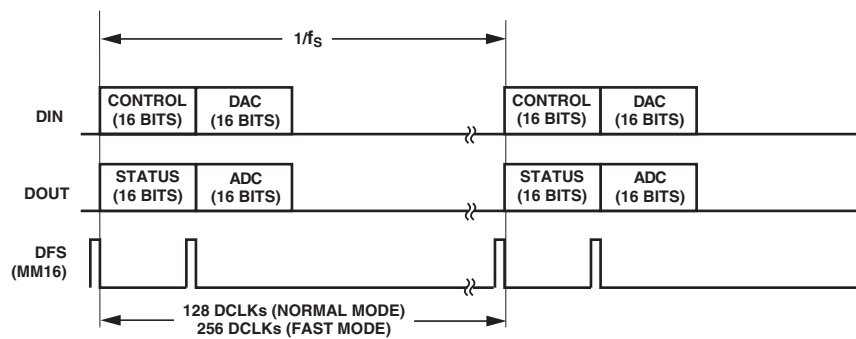 1/fS
DIN
CONTROL
(16 BITS)
DAC
(16 BITS)
CONTROL
(16 BITS)
DAC
(16 BITS)
DOUT
STATUS
(16 BITS)
ADC
(16 BITS)
STATUS
(16 BITS)
ADC
(16 BITS)
DFS
(MM16)
128 DCLKs (NORMAL MODE)
256 DCLKs (FAST MODE)